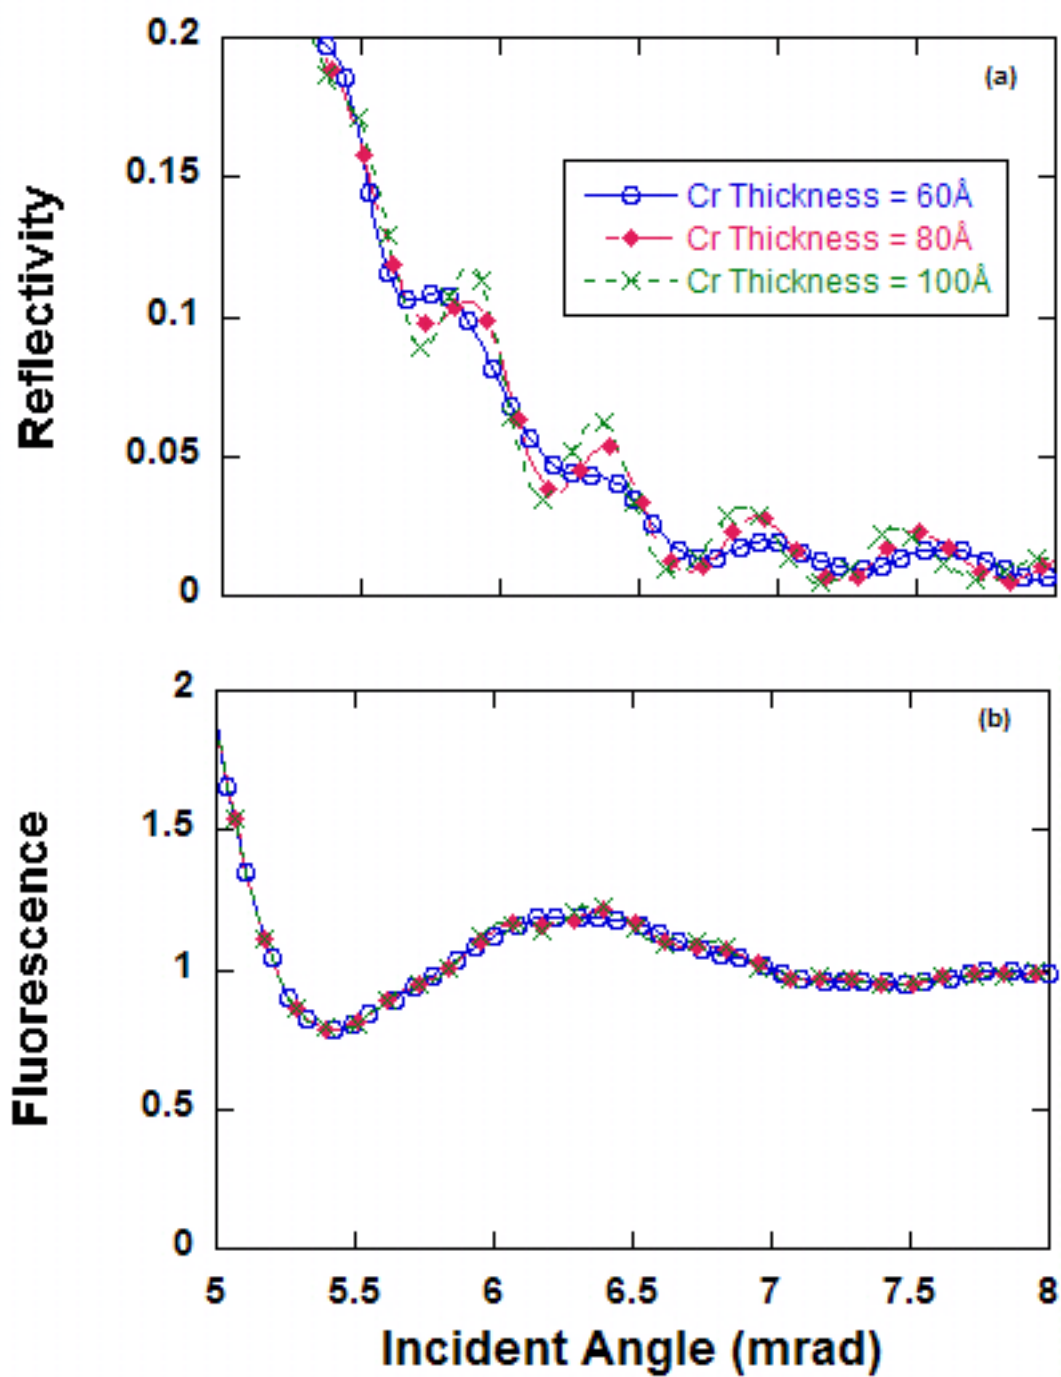 0.2
(a)
0.15
Cr Thickness = 60Å
Cr Thickness = 80Å
Cr Thickness = 100Å
0.1
0.05
0
Reflectivity
2
(b)
1.5
1
0.5
0
Fluorescence
5 5.5 6 6.5 7 7.5 8
Incident Angle (mrad)